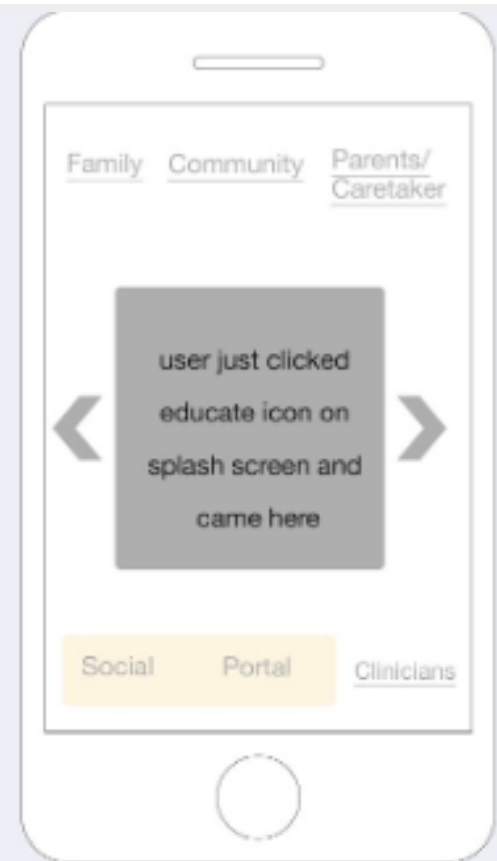 Family Community Parents/
Caretaker
user just clicked
educate icon on
splash screen and
came here
Social Portal Clinicians